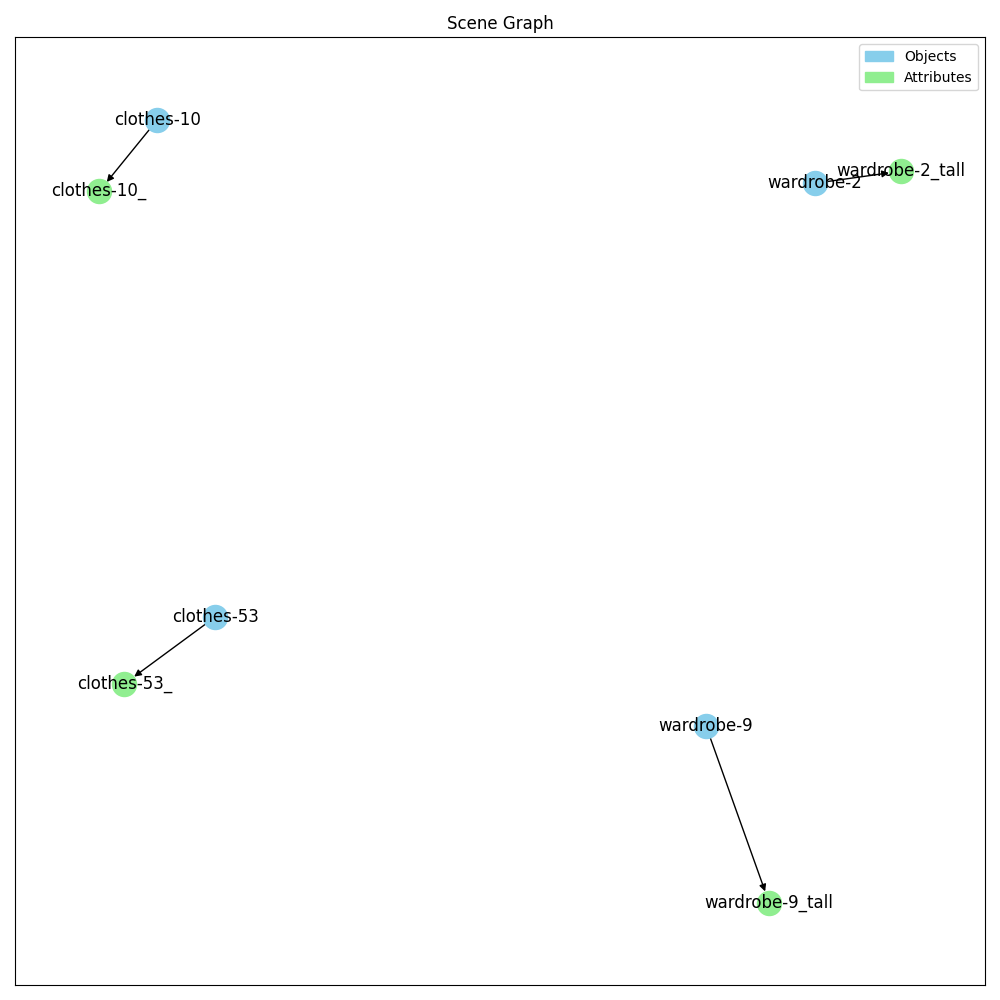 Scene Graph
Objects
Attributes
clothes-10
wardrobe-2_tall
wardrobe-2
clothes-10_
clothes-53
clothes-53_
wardrobe-9
wardrobe-9_tall